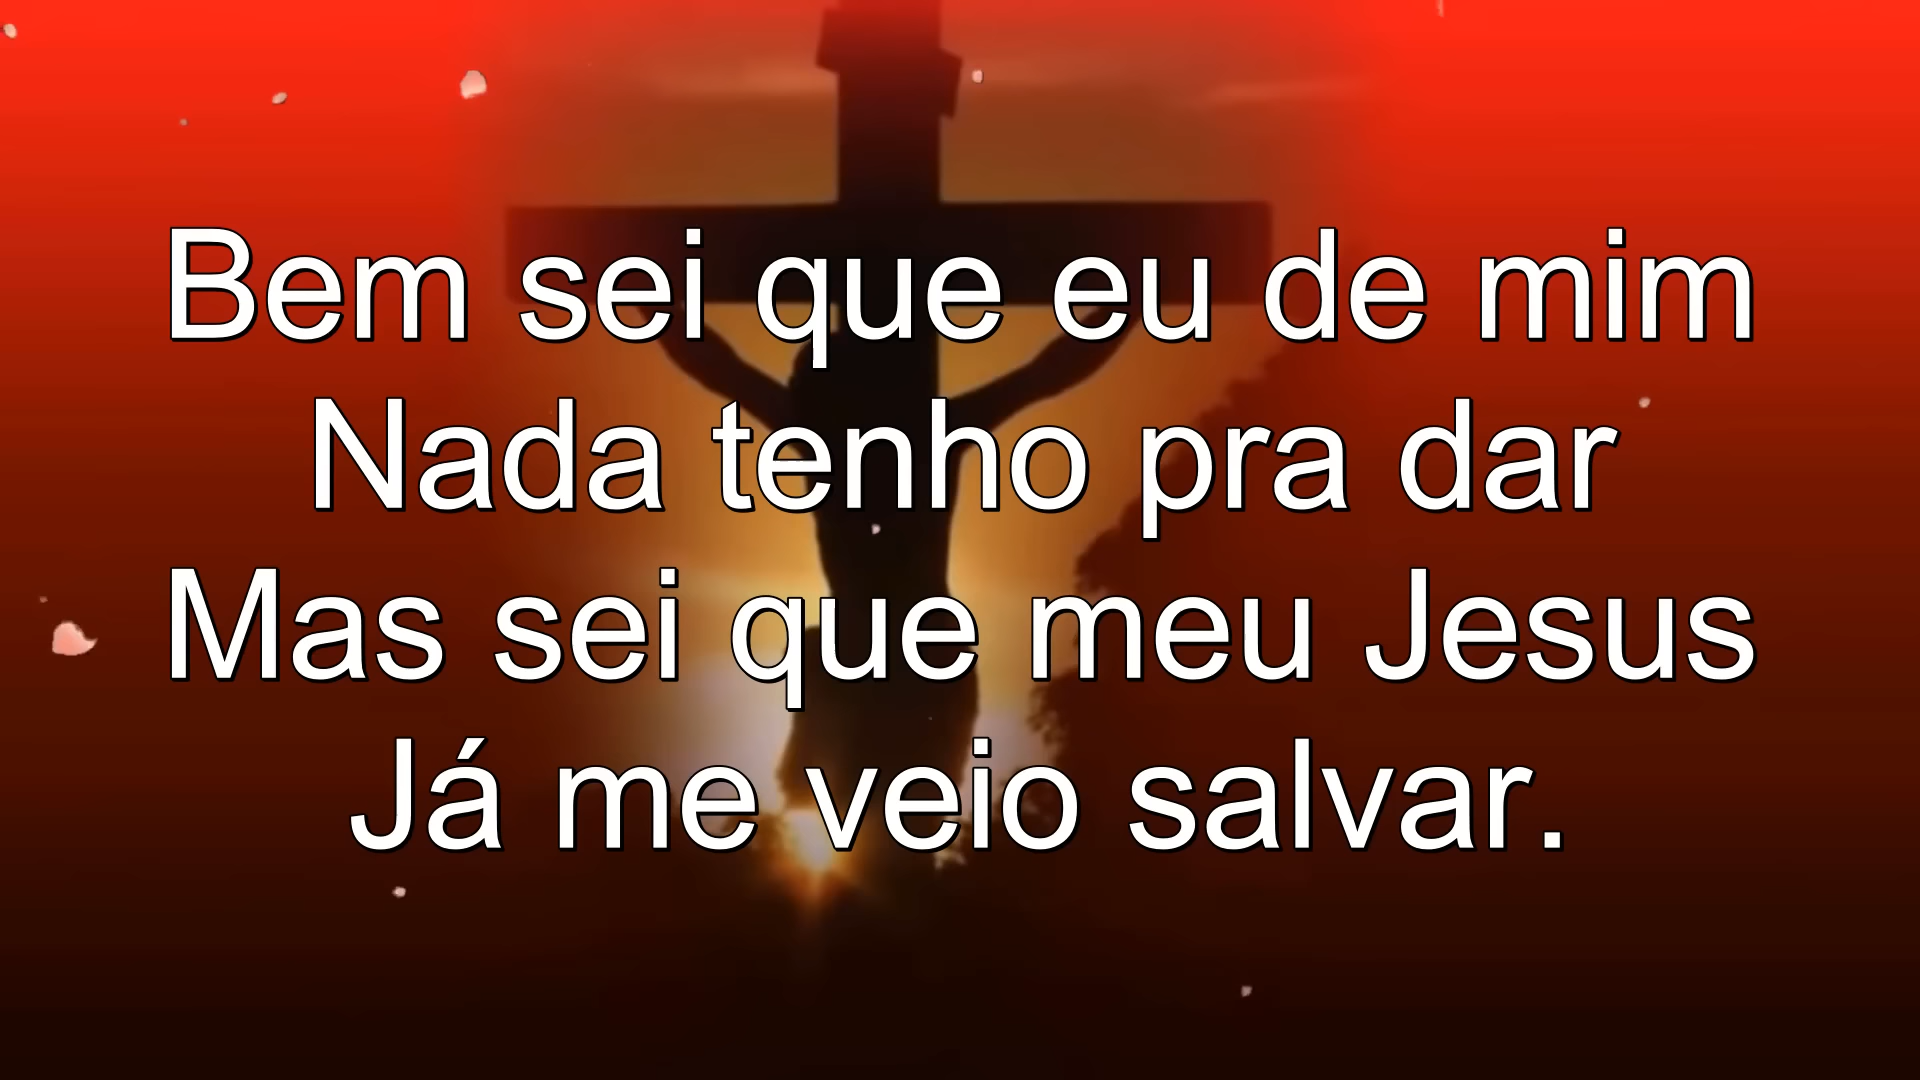 Bem sei que eu de mim
Nada tenho pra dar
Mas sei que meu Jesus
Já me veio salvar.